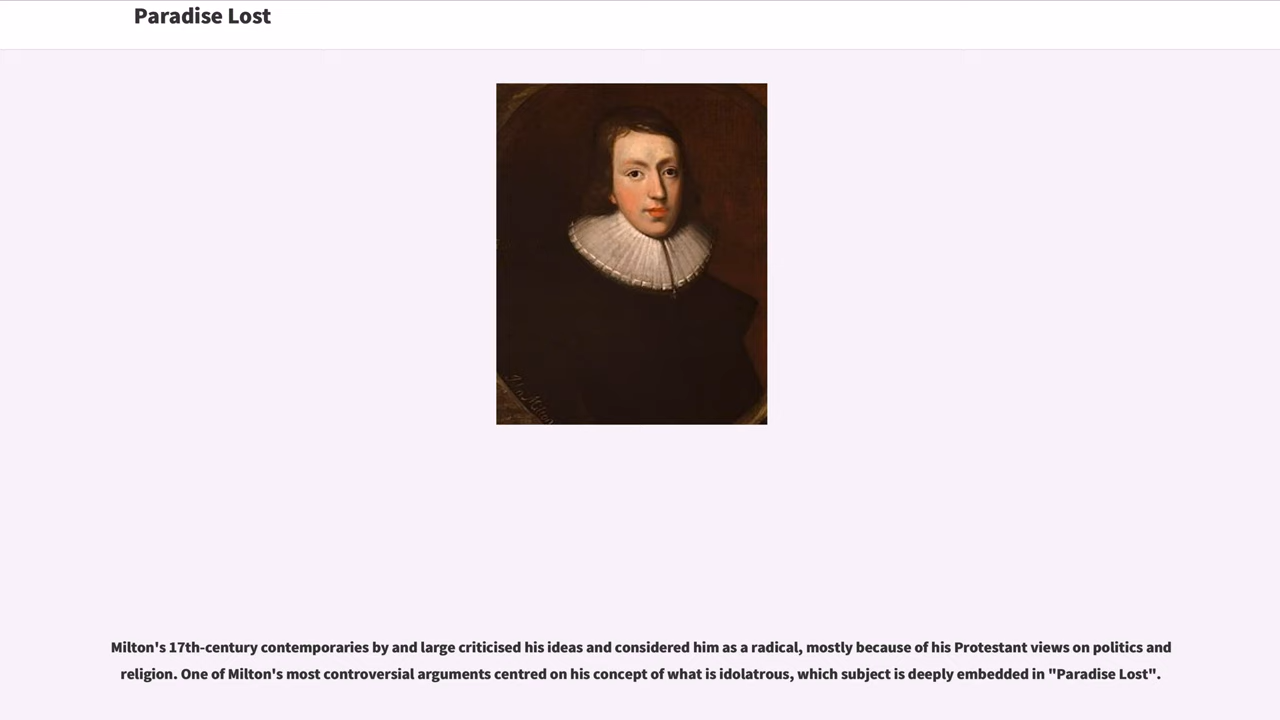 Paradise Lost
Milton's 17th-century contemporaries by and large criticised his ideas and considered him as a radical, mostly because of his Protestant views on politics and
religion. One of Milton's most controversial arguments centred on his concept of what is idolatrous, which subject is deeply embedded in "Paradise Lost".